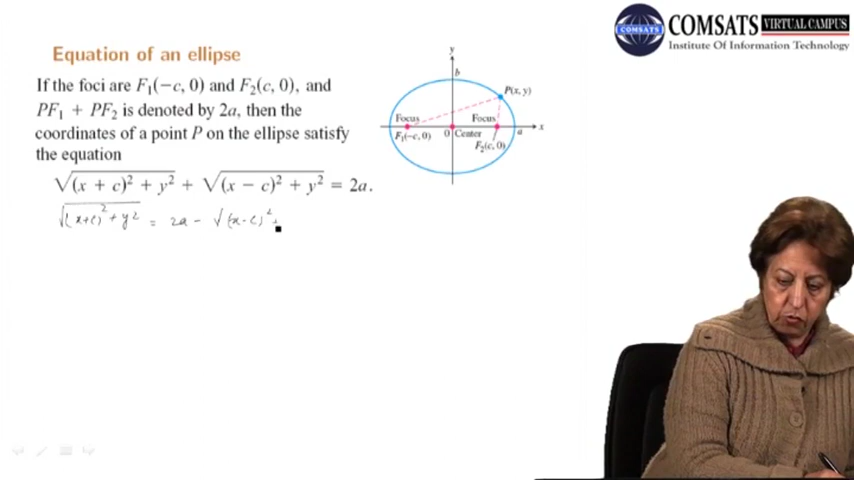 COMSATS VIRTUAL CAMPUS
COMSATS
Institute Of Information Technology
Equation of an ellipse
If the foci are F₁(−c, 0) and F₂(c, 0), and
PF₁ + PF₂ is denoted by 2a, then the
coordinates of a point P on the ellipse satisfy
the equation
√(x + c)² + y² + √(x − c)² + y² = 2a.
√(x+c)² + y² = 2a − √(x-c)² +
y
b
P(x, y)
Focus
Focus
F₁(−c, 0)
0
Center
F₂(c, 0)
a
x